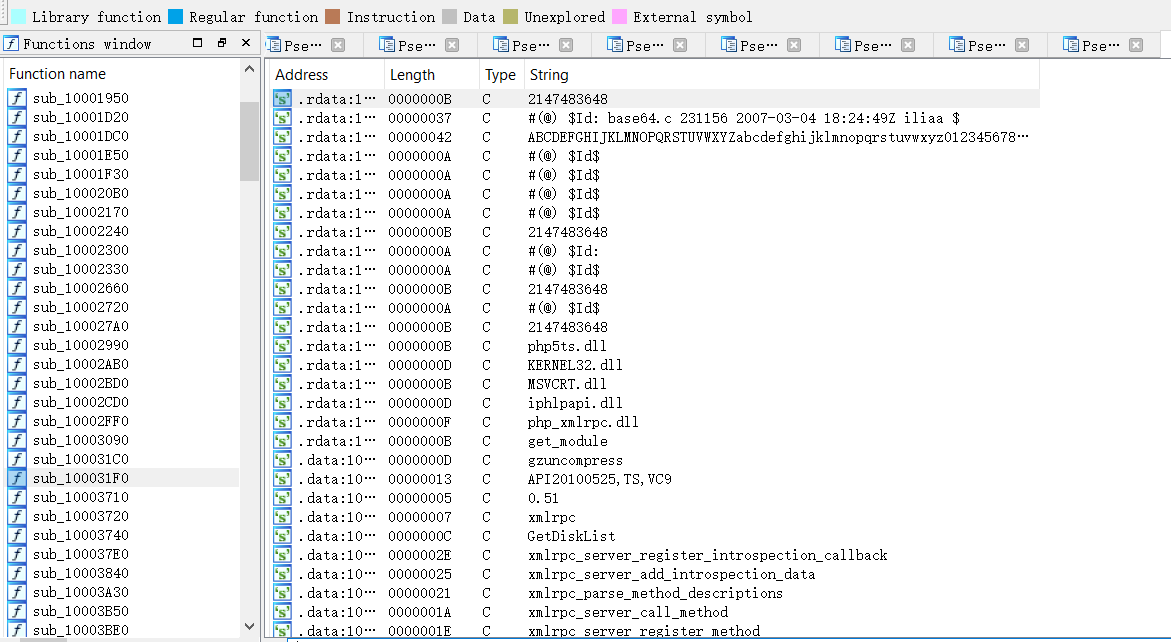 Library function Regular function Instruction Data Unexplored External symbol
Functions window Pse⋯ Pse⋯ Pse⋯ Pse⋯ Pse⋯ Pse⋯ Pse⋯ Pse⋯
Function name Address Length Type String
sub_10001950 .rdata:1⋯ 0000000B C 2147483648
sub_10001D20 .rdata:1⋯ 00000037 C #(@) $Id: base64.c 231156 2007-03-04 18:24:49Z iliaa $
sub_10001DC0 .rdata:1⋯ 00000042 C ABCDEFGHIJKLMNOPQRSTUVWXYZabcdefghijklmnopqrstuvwxyz012345678⋯
sub_10001E50 .rdata:1⋯ 0000000A C #(@) $Id$
sub_10001F30 .rdata:1⋯ 0000000A C #(@) $Id$
sub_100020B0 .rdata:1⋯ 0000000A C #(@) $Id$
sub_10002170 .rdata:1⋯ 0000000A C #(@) $Id$
sub_10002240 .rdata:1⋯ 0000000B C 2147483648
sub_10002300 .rdata:1⋯ 0000000A C #(@) $Id:
sub_10002330 .rdata:1⋯ 0000000A C #(@) $Id$
sub_10002660 .rdata:1⋯ 0000000B C 2147483648
sub_10002720 .rdata:1⋯ 0000000A C #(@) $Id$
sub_100027A0 .rdata:1⋯ 0000000B C 2147483648
sub_10002990 .rdata:1⋯ 0000000B C php5ts.dll
sub_10002AB0 .rdata:1⋯ 0000000D C KERNEL32.dll
sub_10002BD0 .rdata:1⋯ 0000000B C MSVCRT.dll
sub_10002CD0 .rdata:1⋯ 0000000D C iphlpapi.dll
sub_10002FF0 .rdata:1⋯ 0000000F C php_xmlrpc.dll
sub_10003090 .rdata:1⋯ 0000000B C get_module
sub_100031C0 .data:10⋯ 0000000D C gzuncompress
sub_100031F0 .data:10⋯ 00000013 C API20100525,TS,VC9
sub_10003710 .data:10⋯ 00000005 C 0.51
sub_10003720 .data:10⋯ 00000007 C xmlrpc
sub_10003740 .data:10⋯ 0000000C C GetDiskList
sub_100037E0 .data:10⋯ 0000002E C xmlrpc_server_register_introspection_callback
sub_10003840 .data:10⋯ 00000025 C xmlrpc_server_add_introspection_data
sub_10003A30 .data:10⋯ 00000021 C xmlrpc_parse_method_descriptions
sub_10003B50 .data:10⋯ 0000001A C xmlrpc_server_call_method
sub_10003BE0 .data:10⋯ 0000001E C xmlrpc_server_register_method